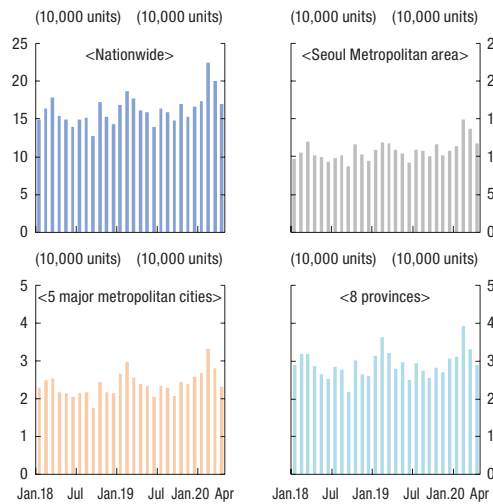 (10,000 units) (10,000 units) (10,000 units) (10,000 units)
25
<Nationwide>
20
15
10
5
0
<Seoul Metropolitan area>
(10,000 units) (10,000 units) (10,000 units) (10,000 units)
5
<5 major metropolitan cities>
4
3
2
1
0
Jan.18 Jul Jan.19 Jul Jan.20 Apr
<8 provinces>
Jan.18 Jul Jan.19 Jul Jan.20 Apr